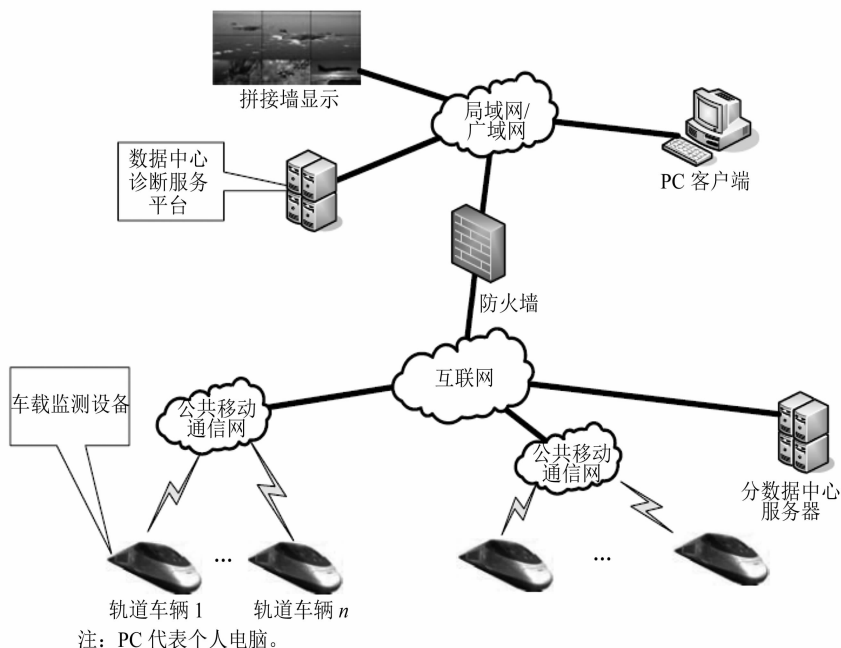 拼接墙显示
局域网/
广域网
数据中心
诊断服务
平台
PC 客户端
防火墙
互联网
车载监测设备
公共移动
通信网
公共移动
通信网
分数据中心
服务器
...
...
轨道车辆 1
轨道车辆 n
注：PC 代表个人电脑。